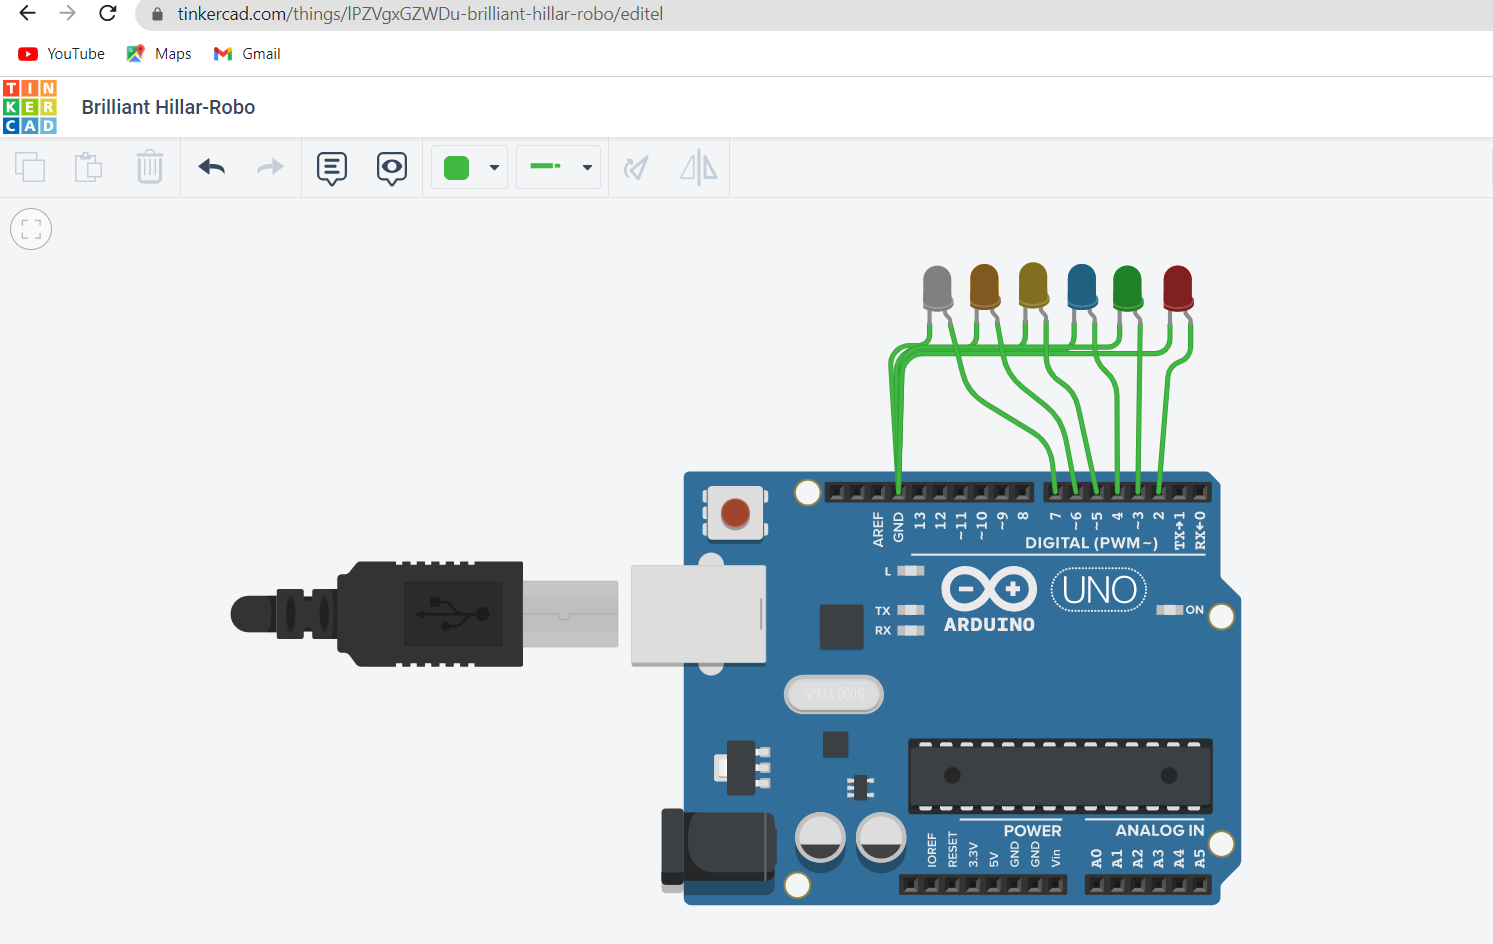 tinkercad.com/things/lPZVgxGZWDu-brilliant-hillar-robo/editel
YouTube Maps Gmail
TIN
KER
CAD
Brilliant Hillar-Robo
AREF GND 13 12 ~11 ~10 ~9 8 7 ~6 ~5 4 ~3 2 TX→1 RX←0
DIGITAL (PWM~)
L
UNO
TX ON
RX ARDUINO
SPK16.000G
POWER ANALOG IN
IOREF RESET 3.3V 5V GND GND Vin A0 A1 A2 A3 A4 A5